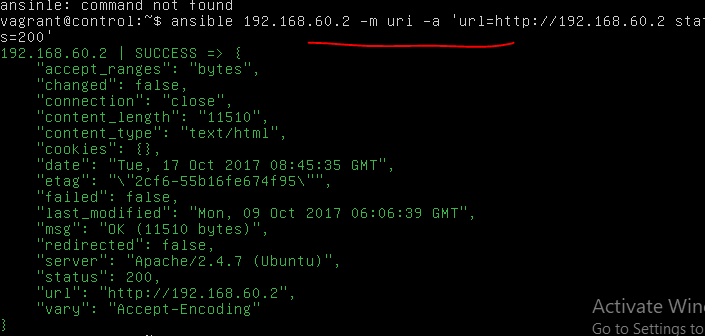 ansinle: command not found
vagrant@control:~$ ansible 192.168.60.2 -m uri -a 'url=http://192.168.60.2 statu
s=200'
192.168.60.2 | SUCCESS => {
    "accept_ranges": "bytes",
    "changed": false,
    "connection": "close",
    "content_length": "11510",
    "content_type": "text/html",
    "cookies": {},
    "date": "Tue, 17 Oct 2017 08:45:35 GMT",
    "etag": "\"2cf6-55b16fe674f95\"",
    "failed": false,
    "last_modified": "Mon, 09 Oct 2017 06:06:39 GMT",
    "msg": "OK (11510 bytes)",
    "redirected": false,
    "server": "Apache/2.4.7 (Ubuntu)",
    "status": 200,
    "url": "http://192.168.60.2",
    "vary": "Accept-Encoding"
}
Activate Win
Go to Settings to